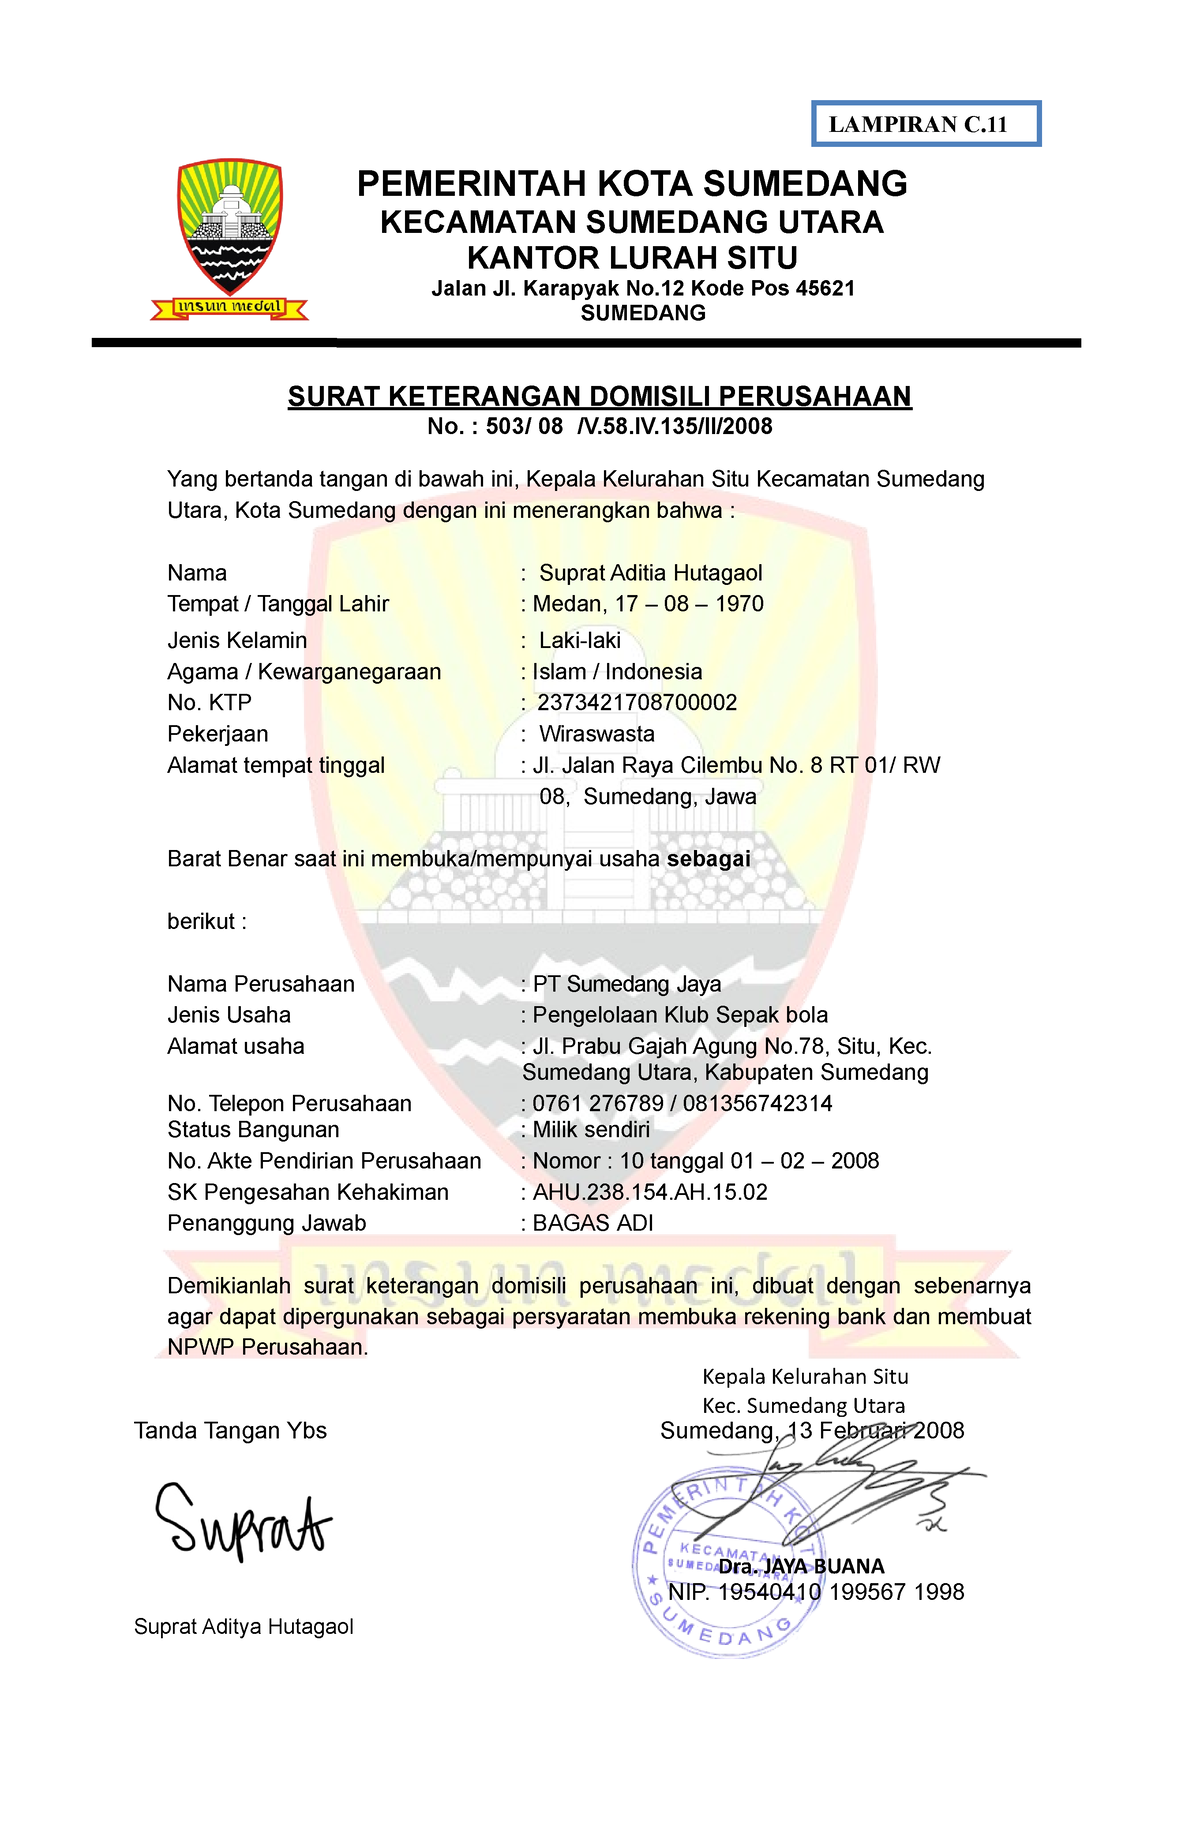 LAMPIRAN C.11
PEMERINTAH KOTA SUMEDANG
KECAMATAN SUMEDANG UTARA
KANTOR LURAH SITU
Jalan Jl. Karapyak No.12 Kode Pos 45621
SUMEDANG
insun medal
SURAT KETERANGAN DOMISILI PERUSAHAAN
No. : 503/ 08 /V.58.IV.135/II/2008
Yang bertanda tangan di bawah ini, Kepala Kelurahan Situ Kecamatan Sumedang
Utara, Kota Sumedang dengan ini menerangkan bahwa :
Nama : Suprat Aditia Hutagaol
Tempat / Tanggal Lahir : Medan, 17 – 08 – 1970
Jenis Kelamin : Laki-laki
Agama / Kewarganegaraan : Islam / Indonesia
No. KTP : 2373421708700002
Pekerjaan : Wiraswasta
Alamat tempat tinggal : Jl. Jalan Raya Cilembu No. 8 RT 01/ RW
08, Sumedang, Jawa
Barat Benar saat ini membuka/mempunyai usaha sebagai
berikut :
Nama Perusahaan : PT Sumedang Jaya
Jenis Usaha : Pengelolaan Klub Sepak bola
Alamat usaha : Jl. Prabu Gajah Agung No.78, Situ, Kec.
Sumedang Utara, Kabupaten Sumedang
No. Telepon Perusahaan : 0761 276789 / 081356742314
Status Bangunan : Milik sendiri
No. Akte Pendirian Perusahaan : Nomor : 10 tanggal 01 – 02 – 2008
SK Pengesahan Kehakiman : AHU.238.154.AH.15.02
Penanggung Jawab : BAGAS ADI
insun medal
Demikianlah surat keterangan domisili perusahaan ini, dibuat dengan sebenarnya
agar dapat dipergunakan sebagai persyaratan membuka rekening bank dan membuat
NPWP Perusahaan.
Kepala Kelurahan Situ
Kec. Sumedang Utara
Tanda Tangan Ybs Sumedang, 13 Februari 2008
Suprat
PEMERINTAH KOTA
KECAMATAN
SUMEDANG UTARA
SUMEDANG
Dra. JAYA BUANA
NIP. 19540410 199567 1998
Suprat Aditya Hutagaol